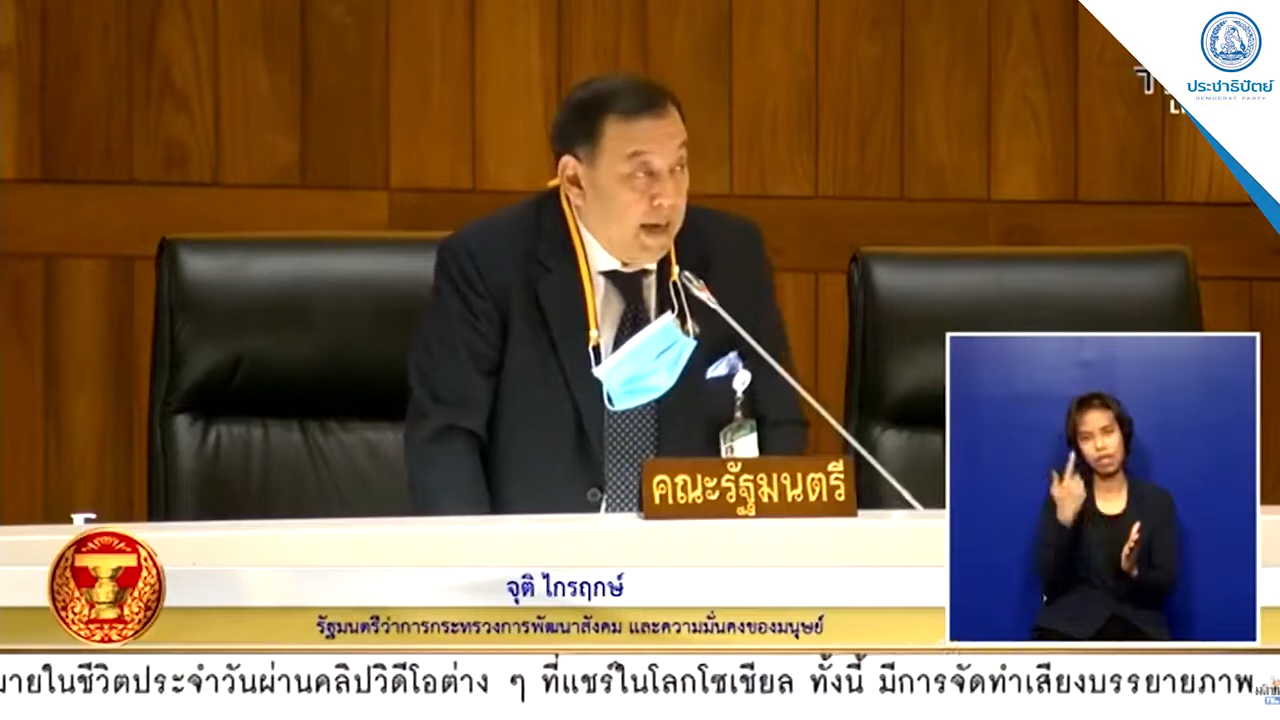 ประชาธิปัตย์
DEMOCRAT PARTY
คณะรัฐมนตรี
จุติ ไกรฤกษ์
รัฐมนตรีว่าการกระทรวงการพัฒนาสังคม และความมั่นคงของมนุษย์
มายในชีวิตประจำวันผ่านคลิปวิดีโอต่าง ๆ ที่แชร์ในโลกโซเชียล ทั้งนี้ มีการจัดทำเสียงบรรยายภาพ